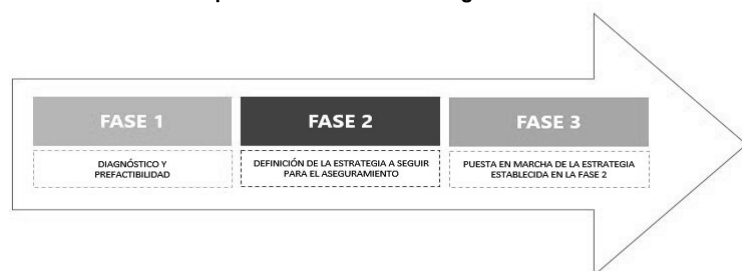 FASE 1
DIAGNÓSTICO Y
PREFACTIBILIDAD
FASE 2
DEFINICIÓN DE LA ESTRATEGIA A SEGUIR
PARA EL ASEGURAMIENTO
FASE 3
PUESTA EN MARCHA DE LA ESTRATEGIA
ESTABLECIDA EN LA FASE 2